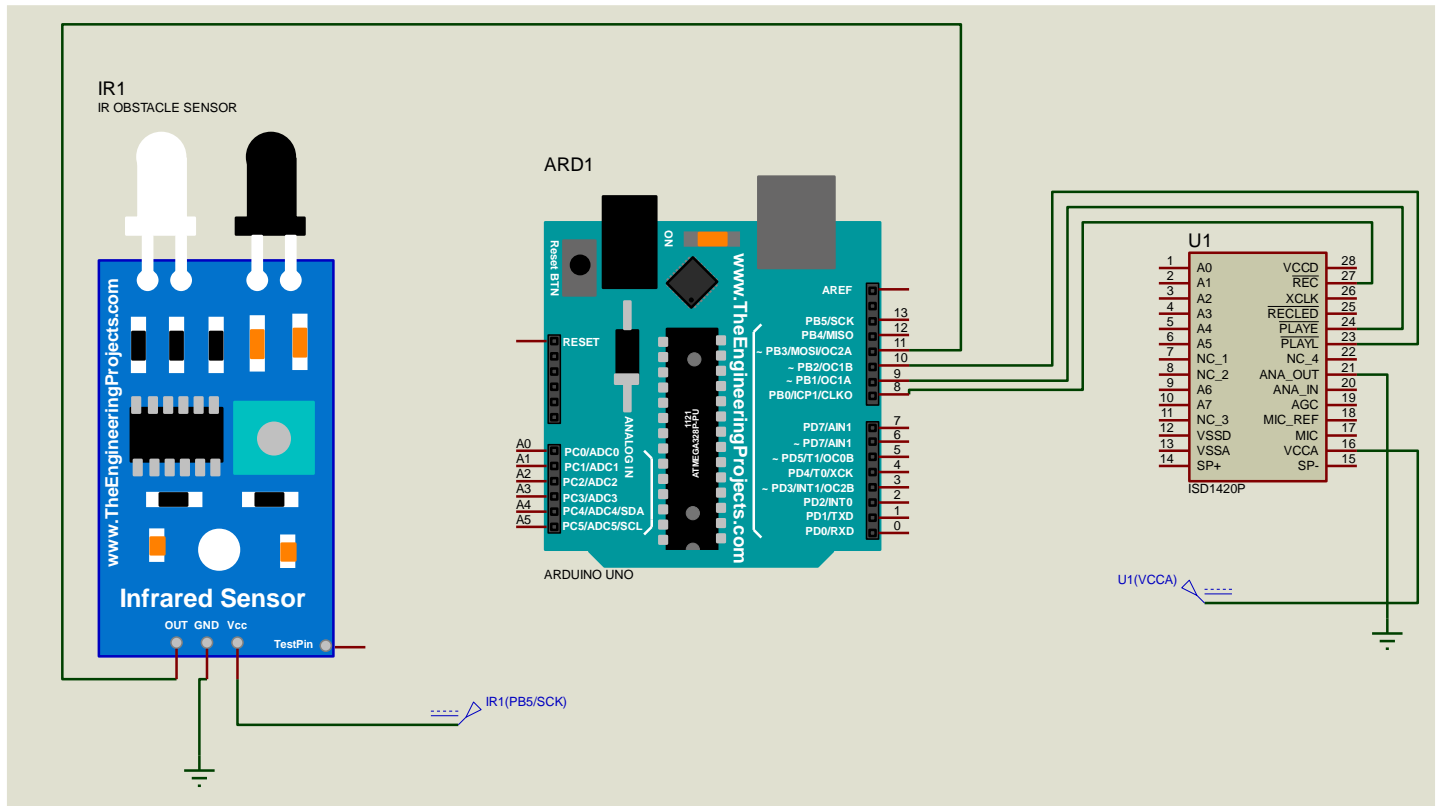 IR1
IR OBSTACLE SENSOR
www.TheEngineeringProjects.com
Infrared Sensor
OUT GND Vcc
TestPin
IR1(PB5/SCK)
ARD1
Reset BTN
ON
www.TheEngineeringProjects.com
RESET
ANALOG IN
1121
ATMEGA328P-PU
AREF
PB5/SCK 13
PB4/MISO 12
~ PB3/MOSI/OC2A 11
~ PB2/OC1B 10
~ PB1/OC1A 9
PB0/ICP1/CLKO 8
PD7/AIN1 7
~ PD7/AIN1 6
~ PD5/T1/OC0B 5
PD4/T0/XCK 4
~ PD3/INT1/OC2B 3
PD2/INT0 2
PD1/TXD 1
PD0/RXD 0
A0 PC0/ADC0
A1 PC1/ADC1
A2 PC2/ADC2
A3 PC3/ADC3
A4 PC4/ADC4/SDA
A5 PC5/ADC5/SCL
ARDUINO UNO
U1
1 A0 VCCD 28
2 A1 REC 27
3 A2 XCLK 26
4 A3 RECLED 25
5 A4 PLAYE 24
6 A5 PLAYL 23
7 NC_1 NC_4 22
8 NC_2 ANA_OUT 21
9 A6 ANA_IN 20
10 A7 AGC 19
11 NC_3 MIC_REF 18
12 VSSD MIC 17
13 VSSA VCCA 16
14 SP+ SP- 15
ISD1420P
U1(VCCA)